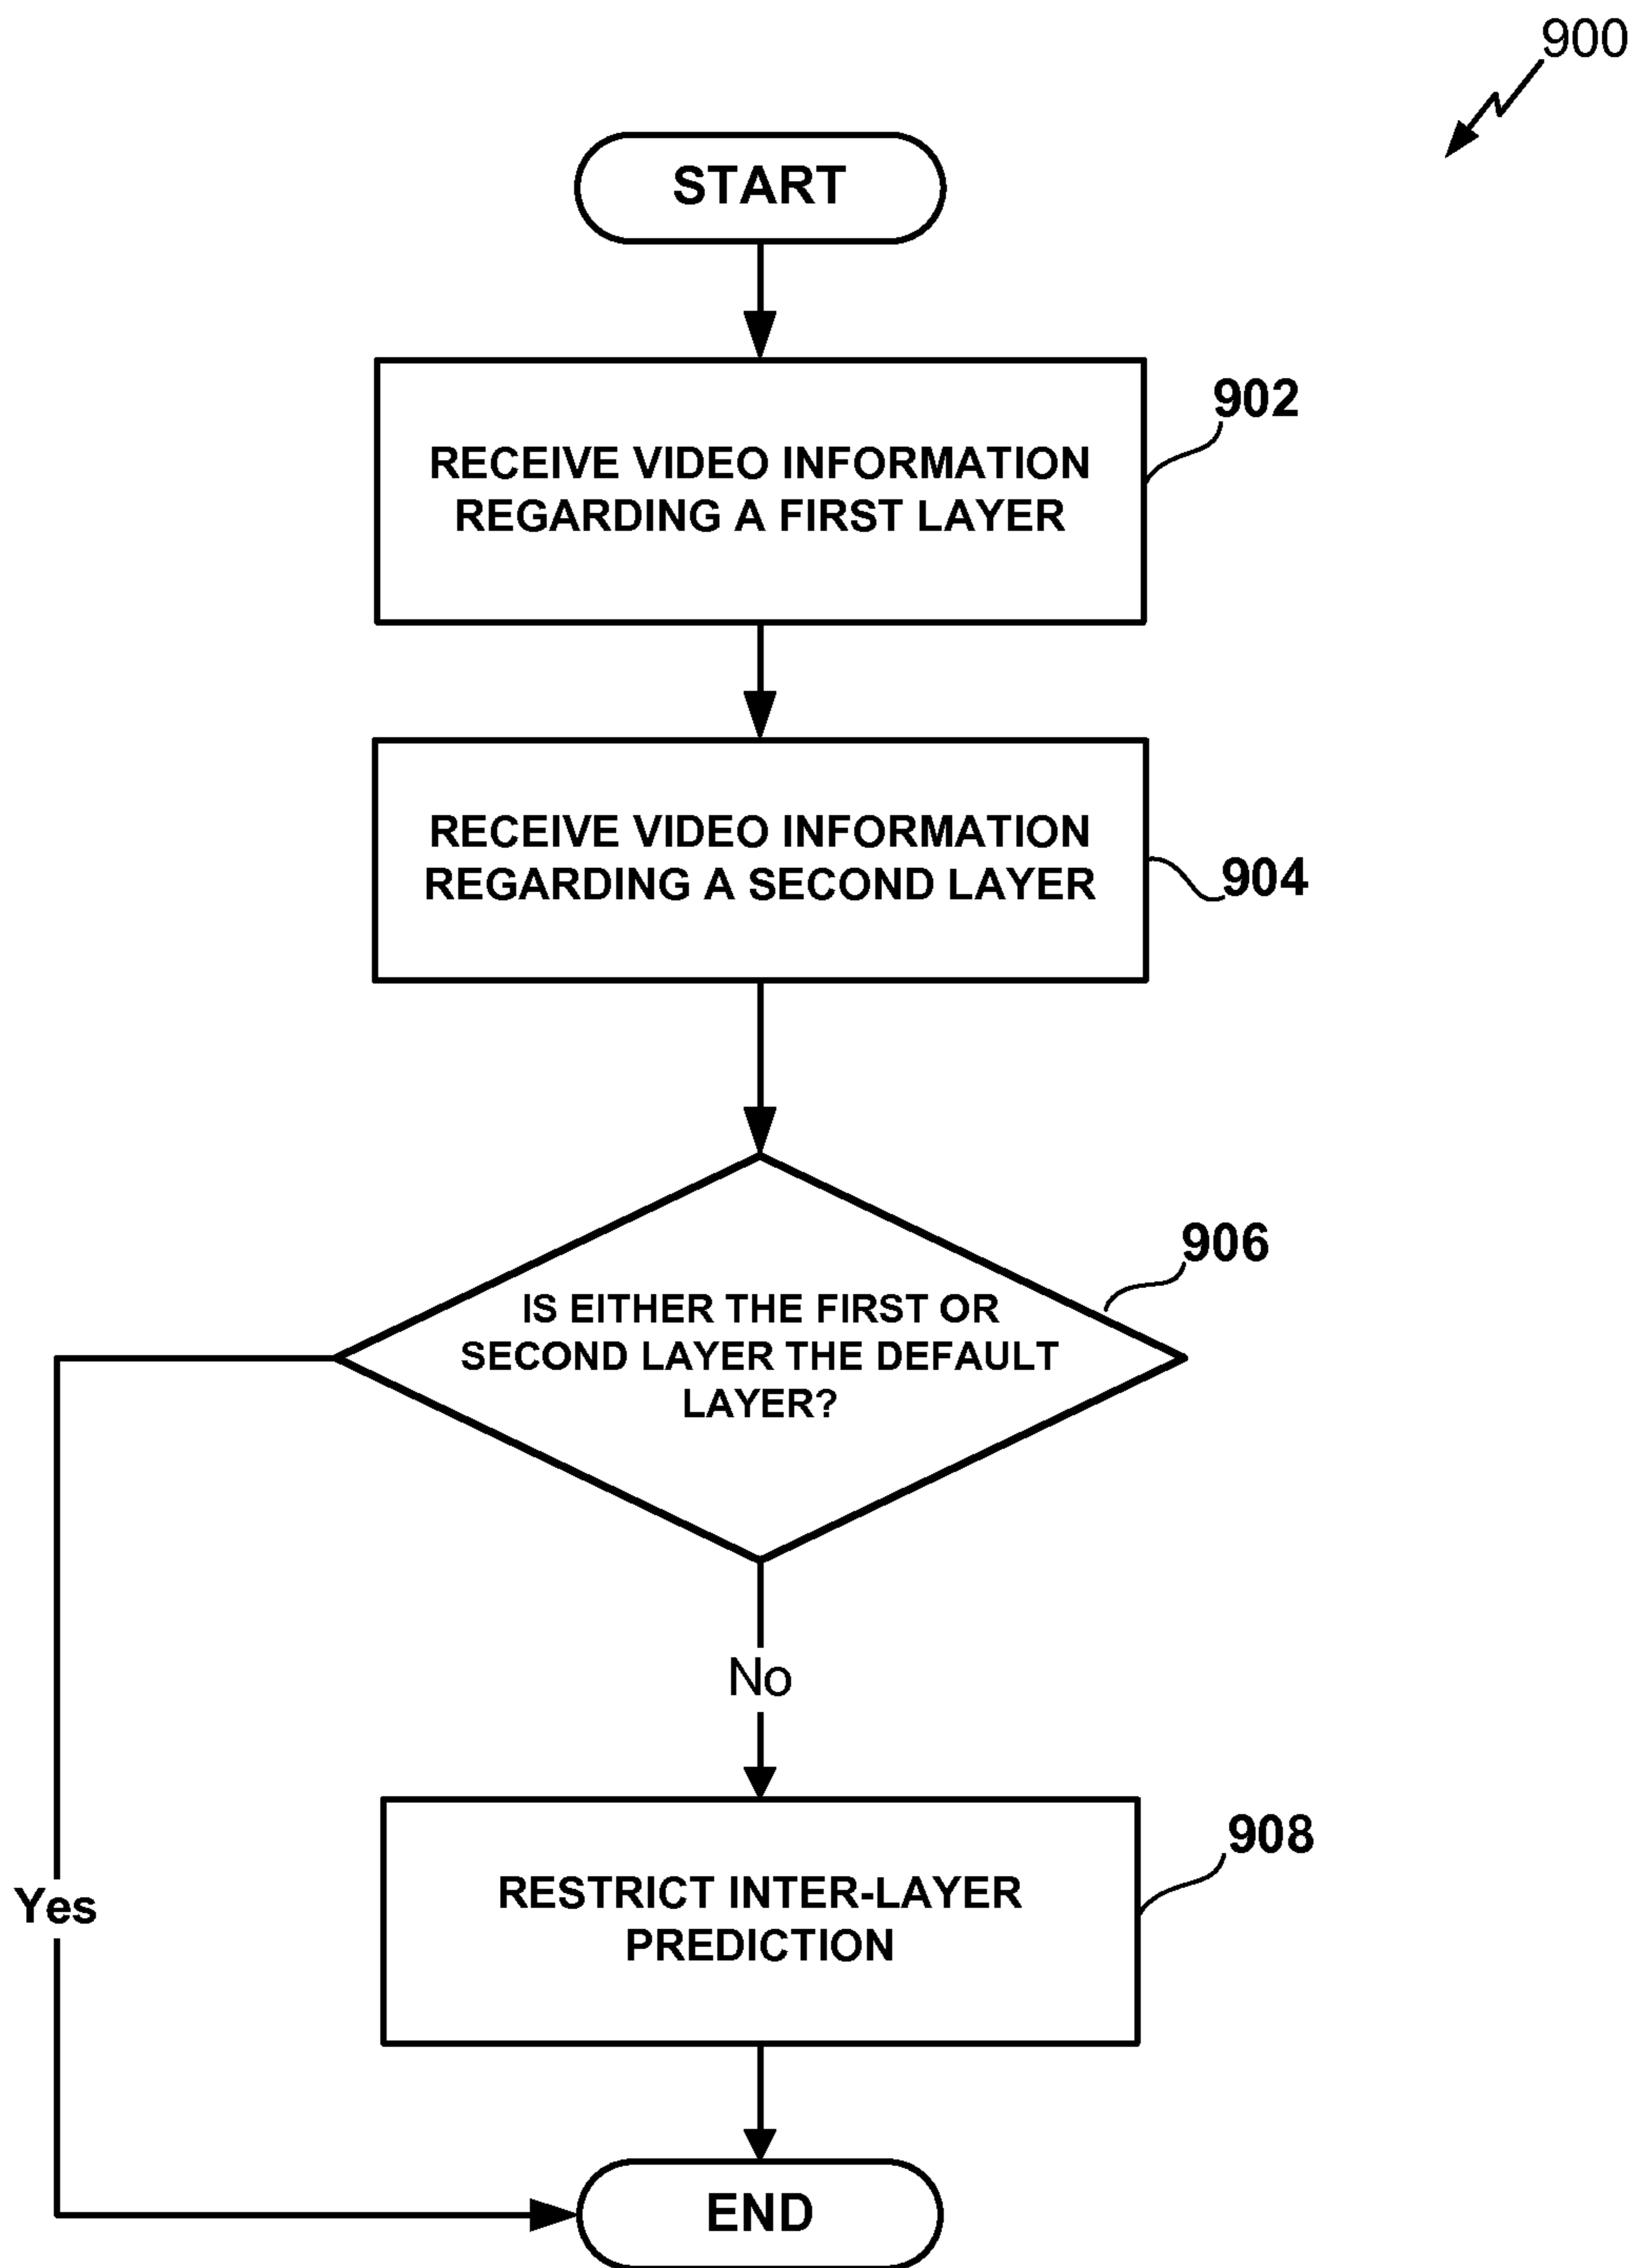 900
START
RECEIVE VIDEO INFORMATION
REGARDING A FIRST LAYER
902
RECEIVE VIDEO INFORMATION
REGARDING A SECOND LAYER
904
IS EITHER THE FIRST OR
SECOND LAYER THE DEFAULT
LAYER?
906
No
Yes
RESTRICT INTER-LAYER
PREDICTION
908
END